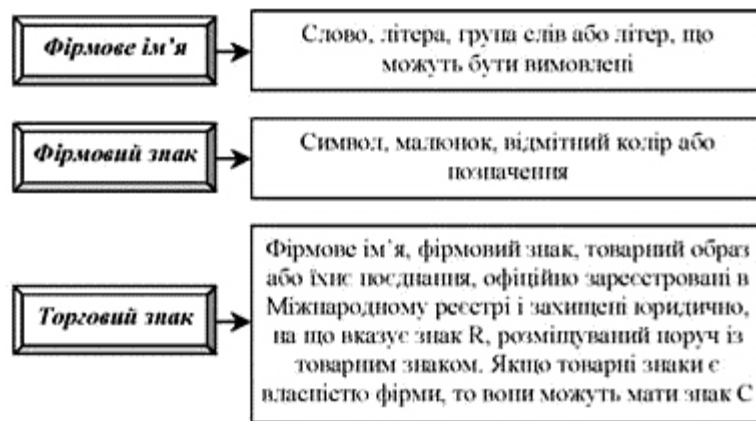 Фірмове ім’я
Слово, літера, група слів або літер, що
можуть бути вимовлені
Фірмовий знак
Символ, малюнок, відмітний колір або
позначення
Торговий знак
Фірмове ім’я, фірмовий знак, товарний образ
або їхнє поєднання, офіційно зареєстровані в
Міжнародному реєстрі і захищені юридично,
на що вказує знак R, розміщуваний поруч із
товарним знаком. Якщо товарні знаки є
власністю фірми, то вони можуть мати знак C